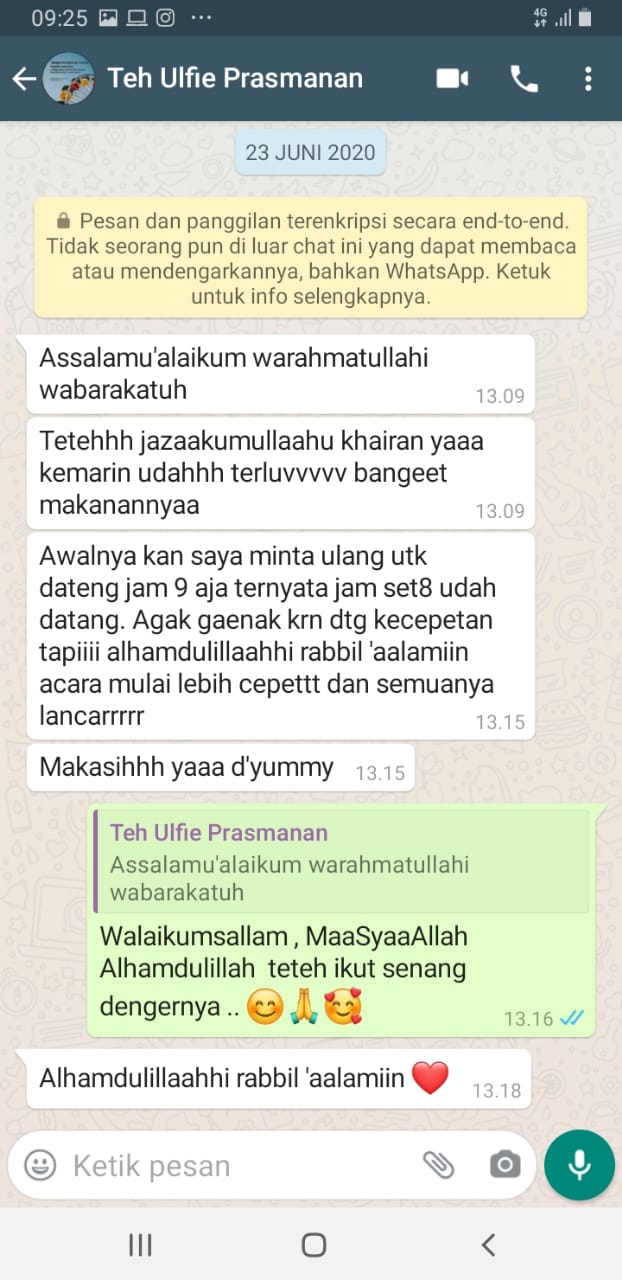 09:25
4G
Teh Ulfie Prasmanan
23 JUNI 2020
Pesan dan panggilan terenkripsi secara end-to-end.
Tidak seorang pun di luar chat ini yang dapat membaca
atau mendengarkannya, bahkan WhatsApp. Ketuk
untuk info selengkapnya.
Assalamu'alaikum warahmatullahi
wabarakatuh
13.09
Tetehhh jazaakumullaahu khairan yaaa
kemarin udahhh terluvvvvv bangeet
makanannyaa
13.09
Awalnya kan saya minta ulang utk
dateng jam 9 aja ternyata jam set8 udah
datang. Agak gaenak krn dtg kecepetan
tapiiii alhamdulillaahhi rabbil 'aalamiin
acara mulai lebih cepettt dan semuanya
lancarrrrr
13.15
Makasihhh yaaa d'yummy
13.15
Teh Ulfie Prasmanan
Assalamu'alaikum warahmatullahi
wabarakatuh
Walaikumsallam , MaaSyaaAllah
Alhamdulillah  teteh ikut senang
dengernya .. 😊🙏🥰
13.16
Alhamdulillaahhi rabbil 'aalamiin ❤️
13.18
Ketik pesan